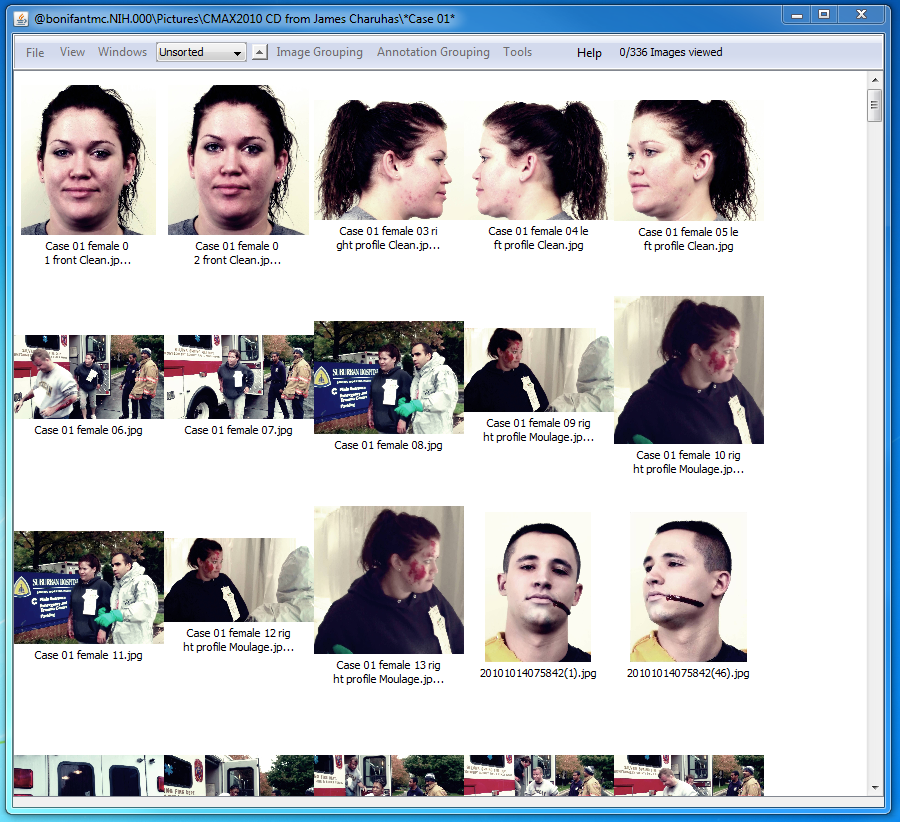 @bonifantmc.NIH.000\Pictures\CMAX2010 CD from James Charuhas\*Case 01*
File View Windows Unsorted Image Grouping Annotation Grouping Tools Help 0/336 Images viewed
Case 01 female 0
1 front Clean.jp...
Case 01 female 0
2 front Clean.jp...
Case 01 female 03 ri
ght profile Clean.jp...
Case 01 female 04 le
ft profile Clean.jpg
Case 01 female 05 le
ft profile Clean.jpg
SUBURBAN HOSPITAL
Case 01 female 06.jpg
Case 01 female 07.jpg
Case 01 female 08.jpg
Case 01 female 09 rig
ht profile Moulage.jp...
Case 01 female 10 rig
ht profile Moulage.jp...
SUBURBAN HOSPITAL
Case 01 female 11.jpg
Case 01 female 12 rig
ht profile Moulage.jp...
Case 01 female 13 rig
ht profile Moulage.jp...
20101014075842(1).jpg
20101014075842(46).jpg